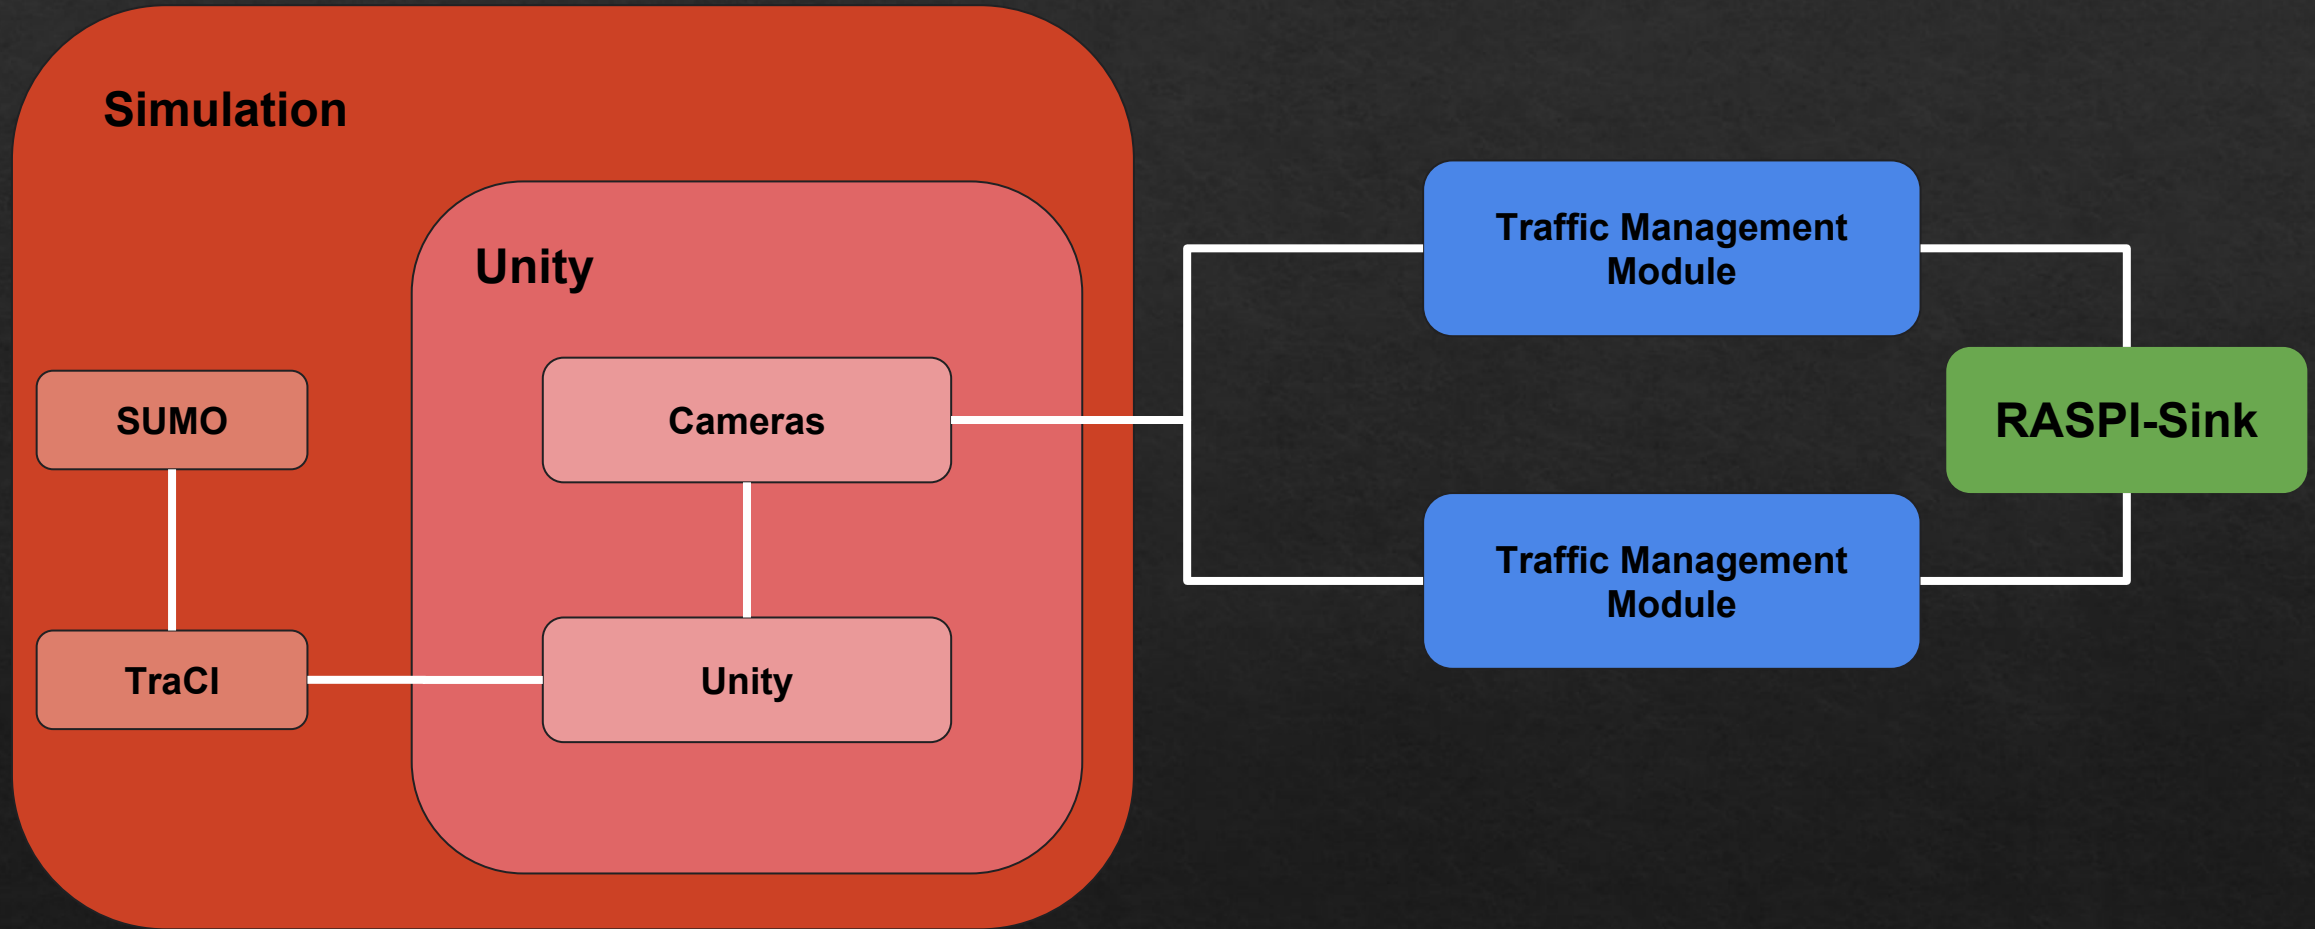 Simulation
Unity
SUMO
Cameras
TraCI
Unity
Traffic Management
Module
Traffic Management
Module
RASPI-Sink